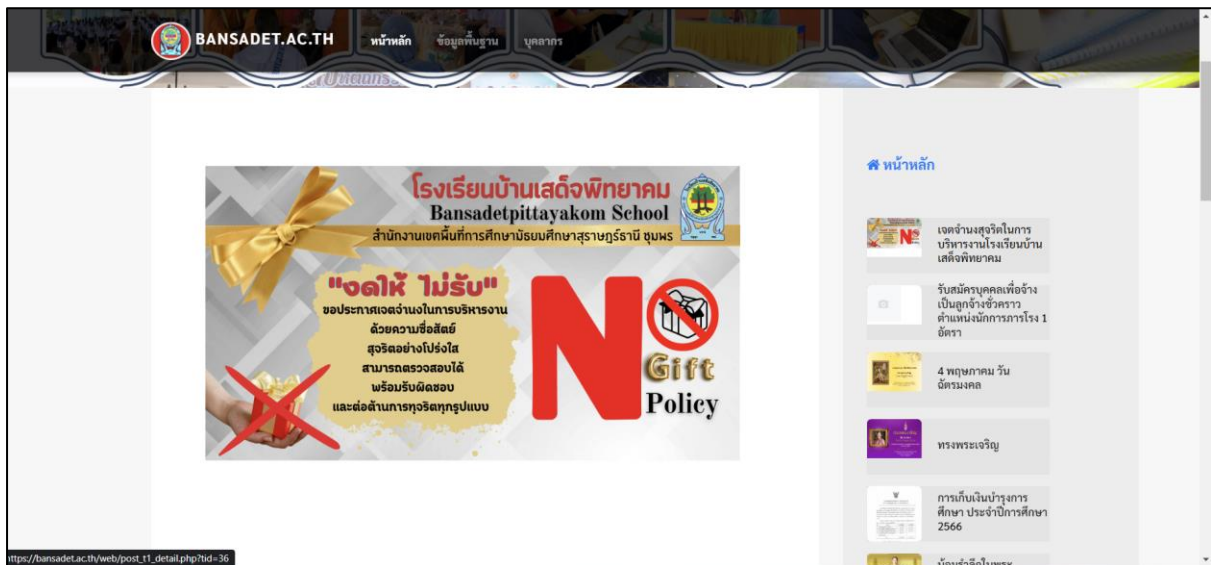 BANSADET.AC.TH
หน้าหลัก
ข้อมูลพื้นฐาน
บุคลากร
โรงเรียนบ้านเสด็จพิทยาคม
Bansadetpittayakom School
สำนักงานเขตพื้นที่การศึกษามัธยมศึกษาสุราษฎร์ธานี ชุมพร
"งดให้ ไม่รับ"
ขอประกาศเจตจำนงในการบริหารงาน
ด้วยความซื่อสัตย์
สุจริตอย่างโปร่งใส
สามารถตรวจสอบได้
พร้อมรับผิดชอบ
และต่อต้านการทุจริตทุกรูปแบบ
NO
Gift
Policy
หน้าหลัก
เจตจำนงสุจริตในการ
บริหารงานโรงเรียนบ้าน
เสด็จพิทยาคม
รับสมัครบุคคลเพื่อจ้าง
เป็นลูกจ้างชั่วคราว
ตำแหน่งนักการภารโรง 1
อัตรา
4 พฤษภาคม วัน
ฉัตรมงคล
ทรงพระเจริญ
การเก็บเงินบำรุงการ
ศึกษา ประจำปีการศึกษา
2566
น้อมรำลึกในพระ
https://bansadet.ac.th/web/post_t1_detail.php?tid=36